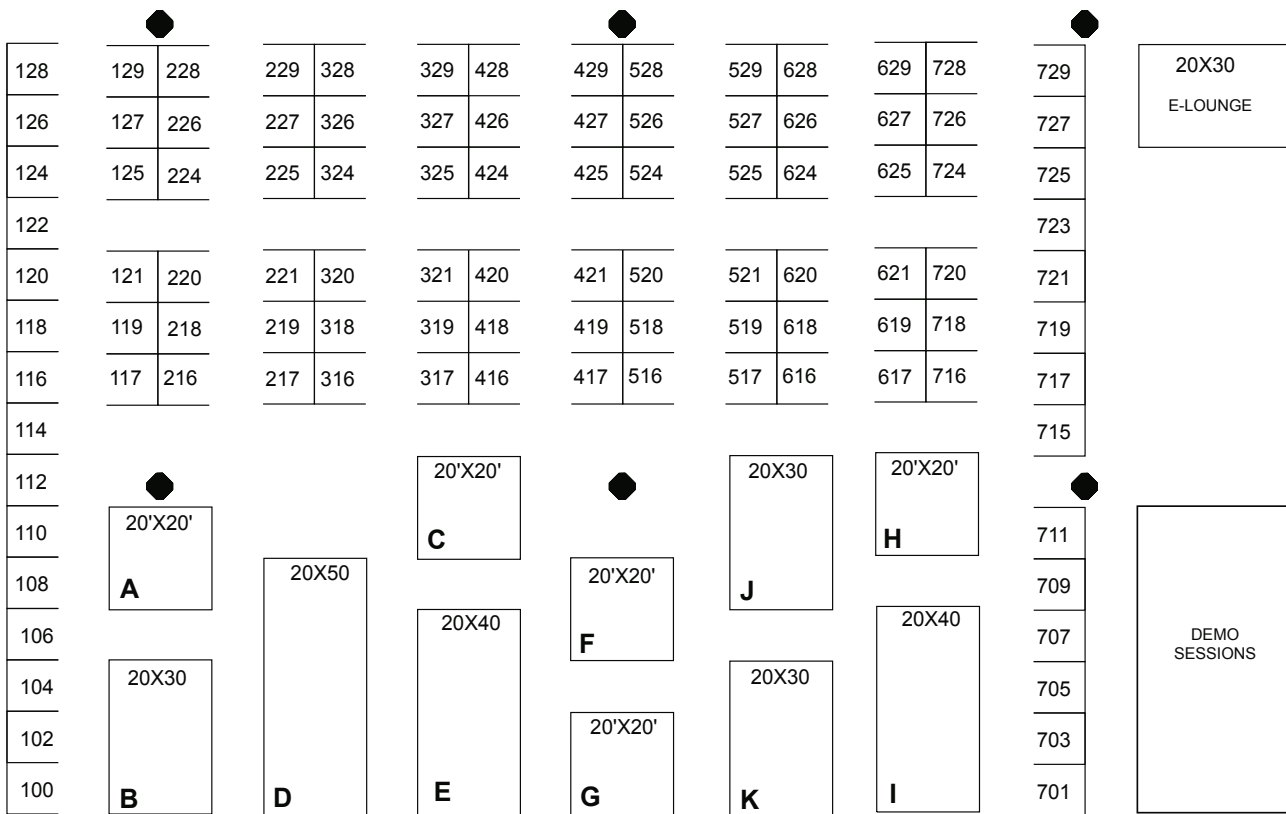 128 129 228 229 328 329 428 429 528 529 628 629 728 729 20X30
126 127 226 227 326 327 426 427 526 527 626 627 726 727 E-LOUNGE
124 125 224 225 324 325 424 425 524 525 624 625 724 725
122 723
120 121 220 221 320 321 420 421 520 521 620 621 720 721
118 119 218 219 318 319 418 419 518 519 618 619 718 719
116 117 216 217 316 317 416 417 516 517 616 617 716 717
114 715
112 20'X20' 20X30 20'X20'
110 20'X20' C H 711
108 A 20X50 20'X20' J 709
106 20X40 F 20X40 707 DEMO
SESSIONS
104 20X30 20X30 705
102 20'X20' 703
100 B D E G K I 701